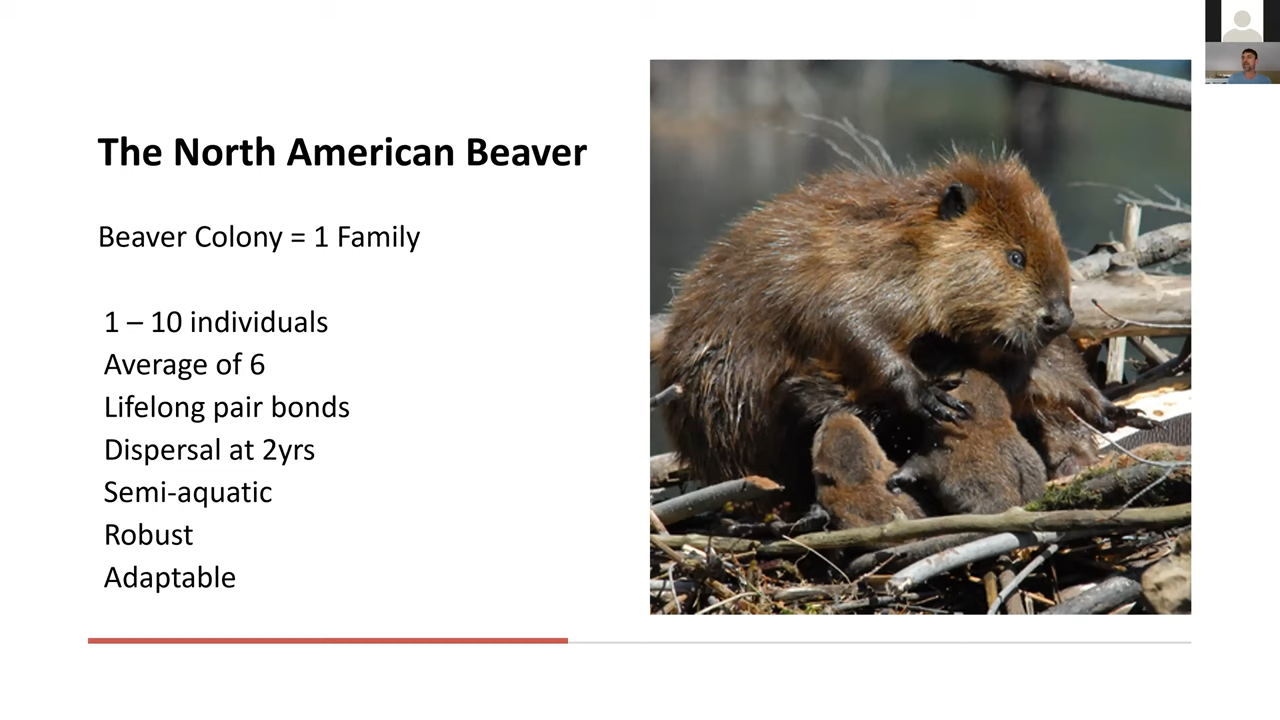 The North American Beaver
Beaver Colony = 1 Family
1 – 10 individuals
Average of 6
Lifelong pair bonds
Dispersal at 2yrs
Semi-aquatic
Robust
Adaptable